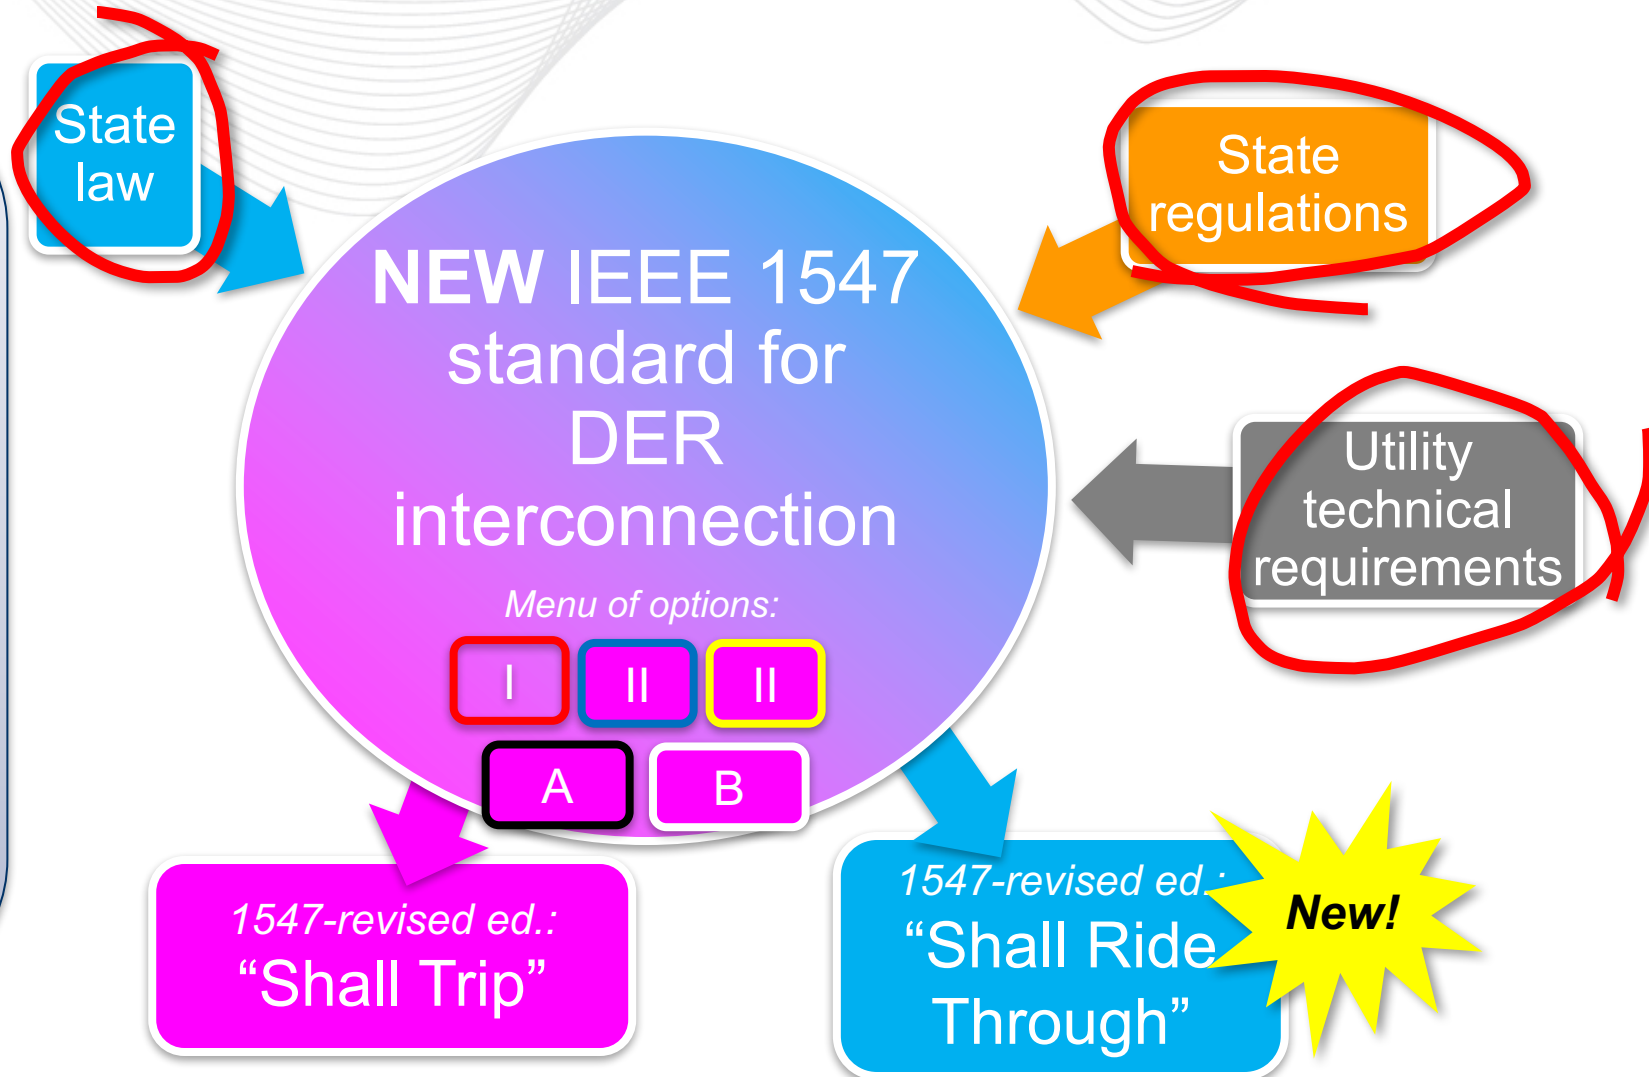 State
law
State
regulations
NEW IEEE 1547
standard for
DER
interconnection
Menu of options:
I
II
II
A
B
Utility
technical
requirements
1547-revised ed.:
“Shall Trip”
1547-revised ed.:
“Shall Ride
Through”
New!